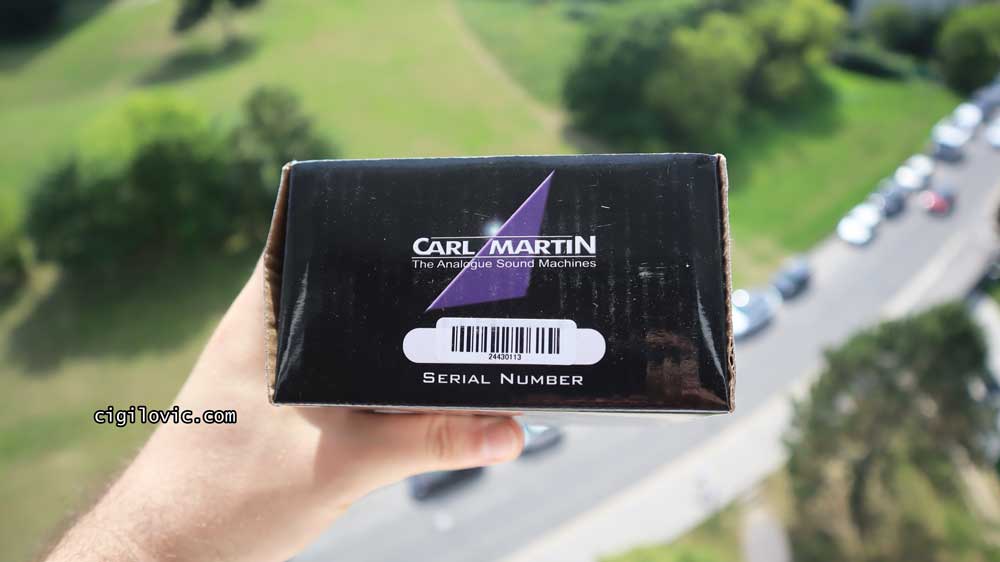 CARL MARTIN
The Analogue Sound Machines
24430113
SERIAL NUMBER
cigilovic.com